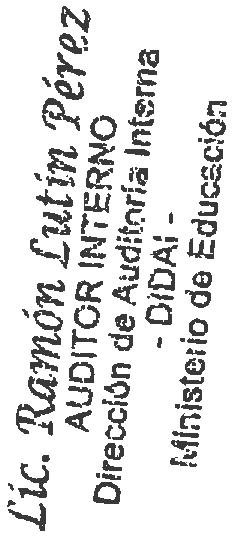 Lic. Ramón Lutín Pérez
AUDITOR INTERNO
Dirección de Auditoría Interna
- DIDAI -
Ministerio de Educación